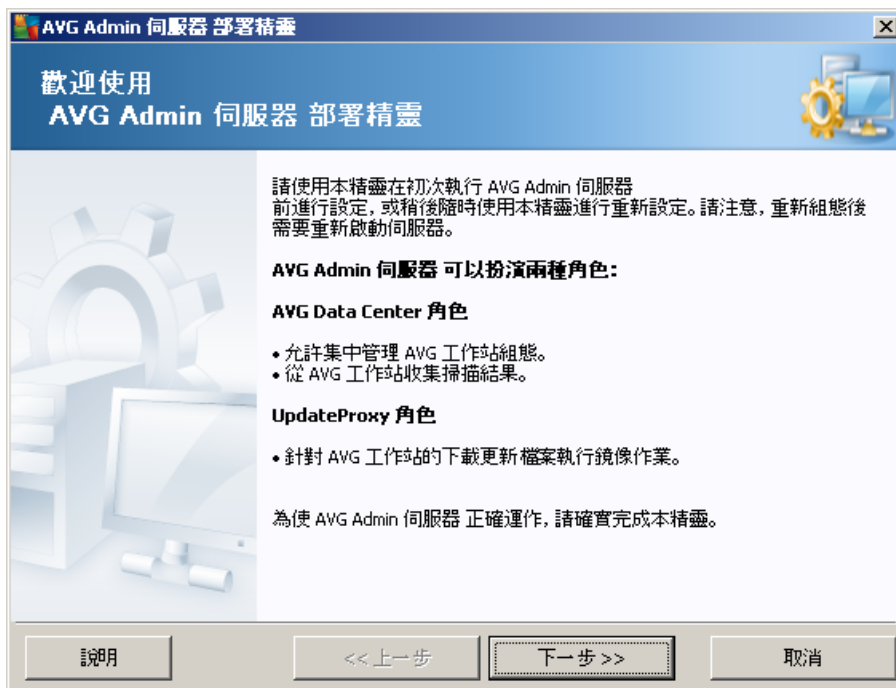 AVG Admin 伺服器 部署精靈
歡迎使用
AVG Admin 伺服器 部署精靈
請使用本精靈在初次執行 AVG Admin 伺服器
前進行設定，或稍後隨時使用本精靈進行重新設定。請注意，重新組態後
需要重新啟動伺服器。
AVG Admin 伺服器 可以扮演兩種角色：
AVG Data Center 角色
• 允許集中管理 AVG 工作站組態。
• 從 AVG 工作站收集掃描結果。
UpdateProxy 角色
• 針對 AVG 工作站的下載更新檔案執行鏡像作業。
為使 AVG Admin 伺服器 正確運作，請確實完成本精靈。
說明
<< 上一步
下一步 >>
取消